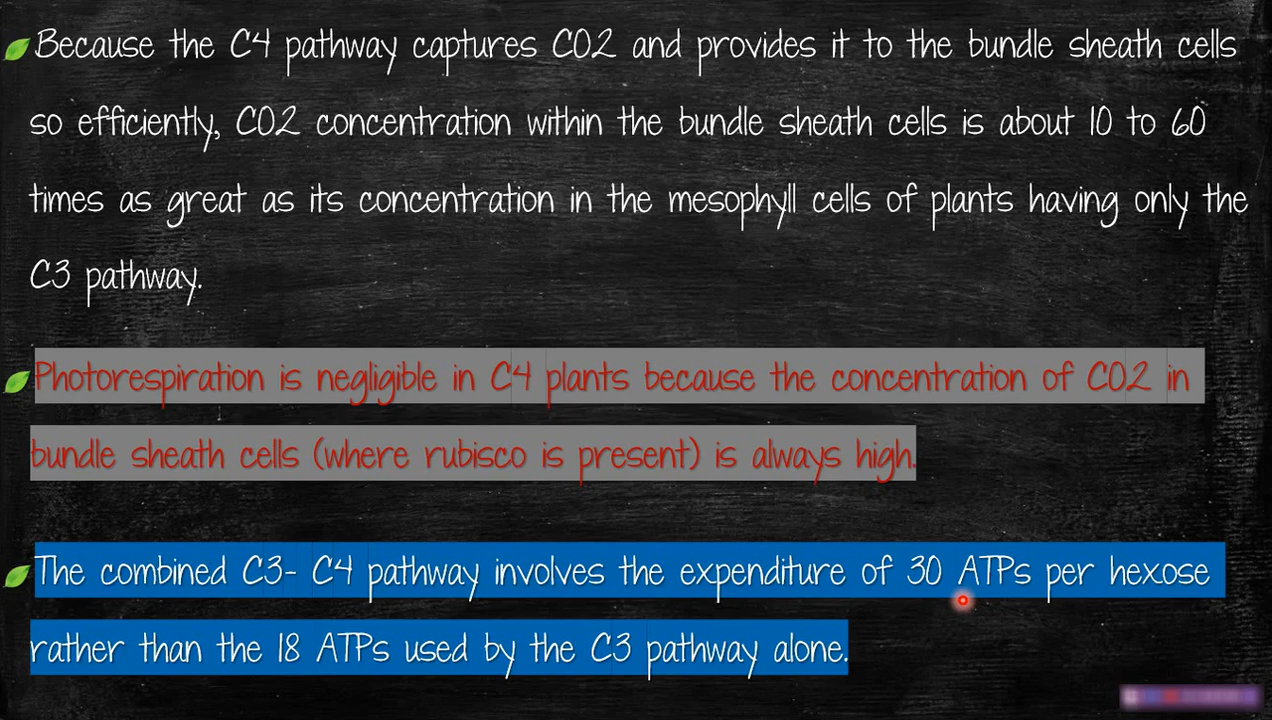 Because the C4 pathway captures CO2 and provides it to the bundle sheath cells
so efficiently, CO2 concentration within the bundle sheath cells is about 10 to 60
times as great as its concentration in the mesophyll cells of plants having only the
C3 pathway.
Photorespiration is negligible in C4 plants because the concentration of CO2 in
bundle sheath cells (where rubisco is present) is always high.
The combined C3- C4 pathway involves the expenditure of 30 ATPs per hexose
rather than the 18 ATPs used by the C3 pathway alone.